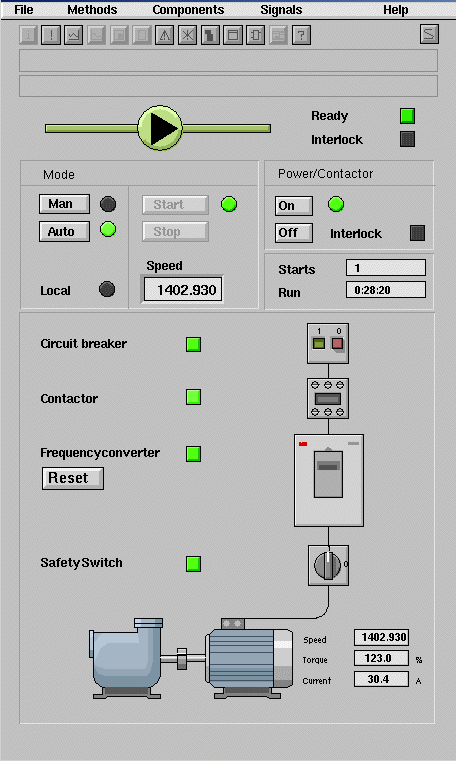 File Methods Components Signals Help
! ?
Ready
Interlock
Mode
Power/Contactor
Man Start On
Auto Stop Off Interlock
Speed
Local 1402.930
Starts 1
Run 0:28:20
Circuit breaker 1 0
Contactor
Frequencyconverter
Reset
Safety Switch 0
Speed 1402.930
Torque 123.0 %
Current 30.4 A